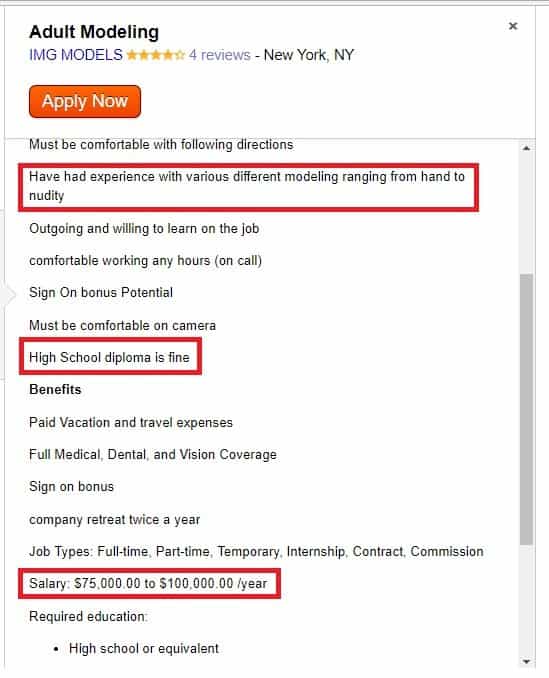 Adult Modeling
IMG MODELS 4 reviews - New York, NY
Apply Now
Must be comfortable with following directions
Have had experience with various different modeling ranging from hand to
nudity
Outgoing and willing to learn on the job
comfortable working any hours (on call)
Sign On bonus Potential
Must be comfortable on camera
High School diploma is fine
Benefits
Paid Vacation and travel expenses
Full Medical, Dental, and Vision Coverage
Sign on bonus
company retreat twice a year
Job Types: Full-time, Part-time, Temporary, Internship, Contract, Commission
Salary: $75,000.00 to $100,000.00 /year
Required education:
• High school or equivalent